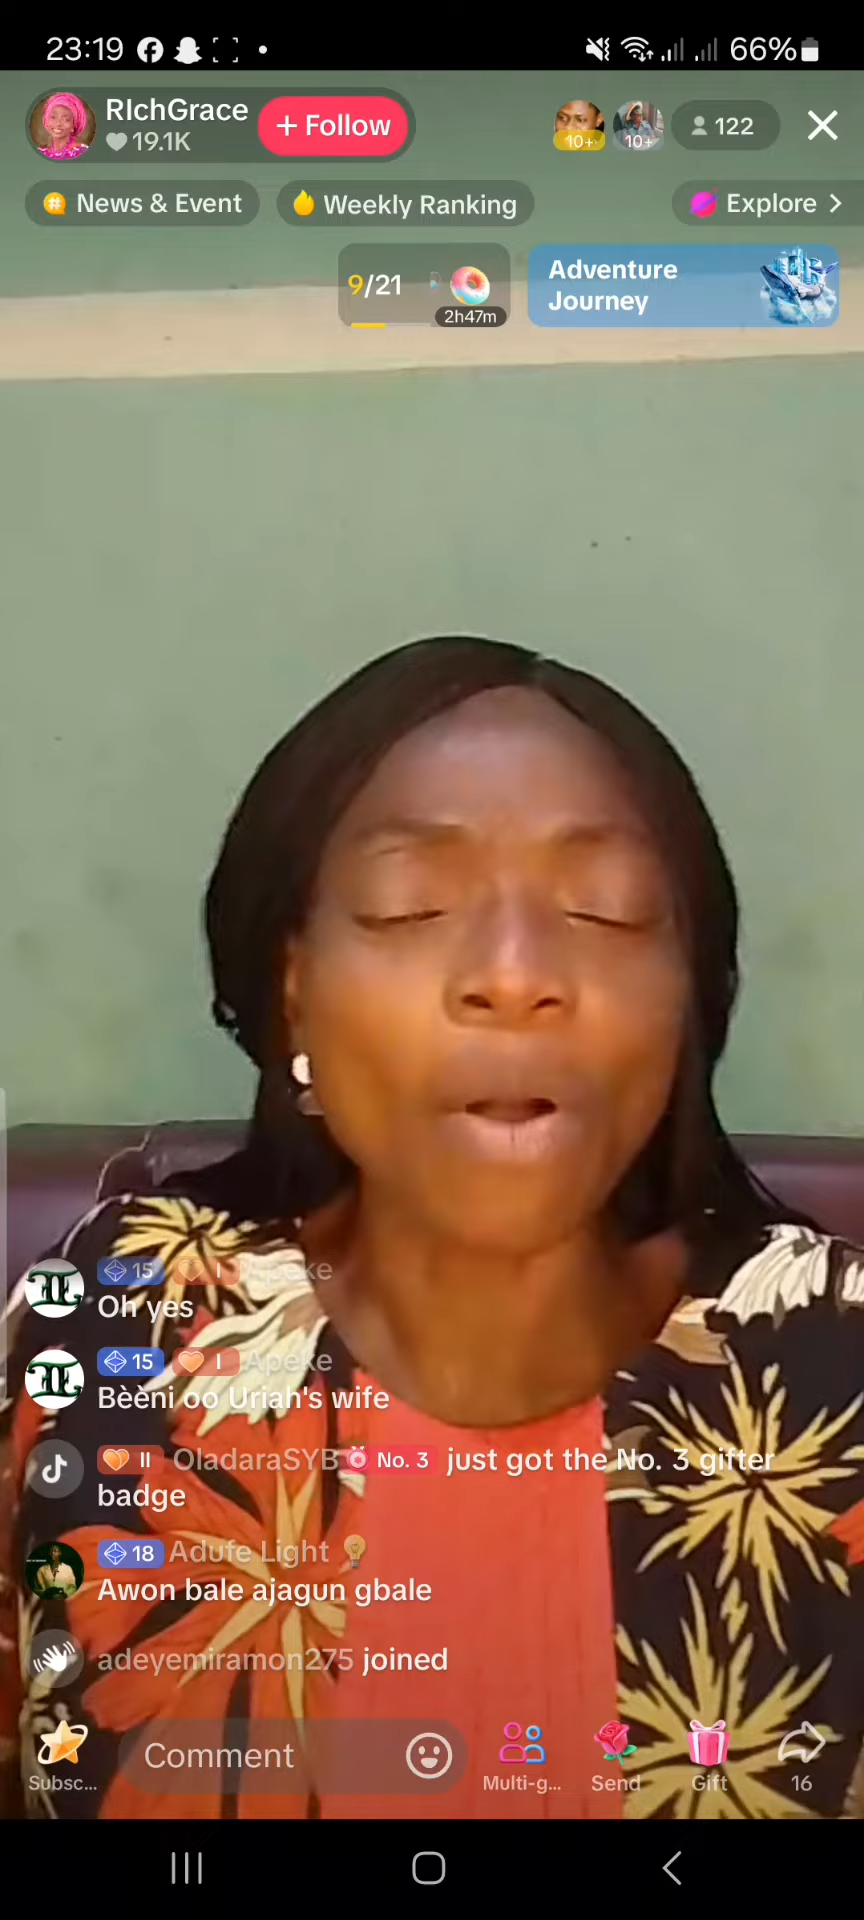 23:19
66%
RIchGrace
19.1K
+ Follow
10+
10+
122
News & Event
Weekly Ranking
Explore >
9/21
2h47m
Adventure
Journey
15 I Apeke
Oh yes
15 I Apeke
Bèèni oo Uriah's wife
II OladaraSYB No. 3 just got the No. 3 gifter
badge
18 Adufe Light
Awon bale ajagun gbale
adeyemiramon275 joined
Subsc...
Comment
Multi-g...
Send
Gift
16